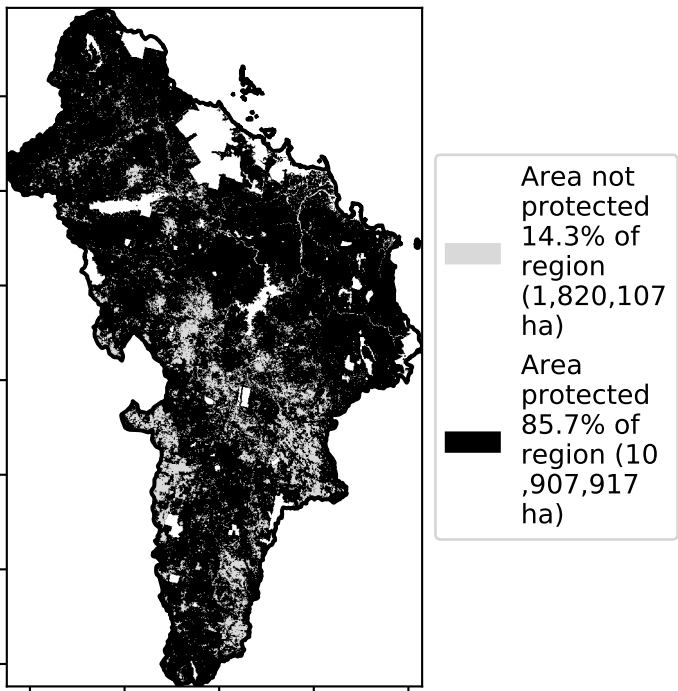 Area not
protected
14.3% of
region
(1,820,107
ha)
Area
protected
85.7% of
region (10
,907,917
ha)